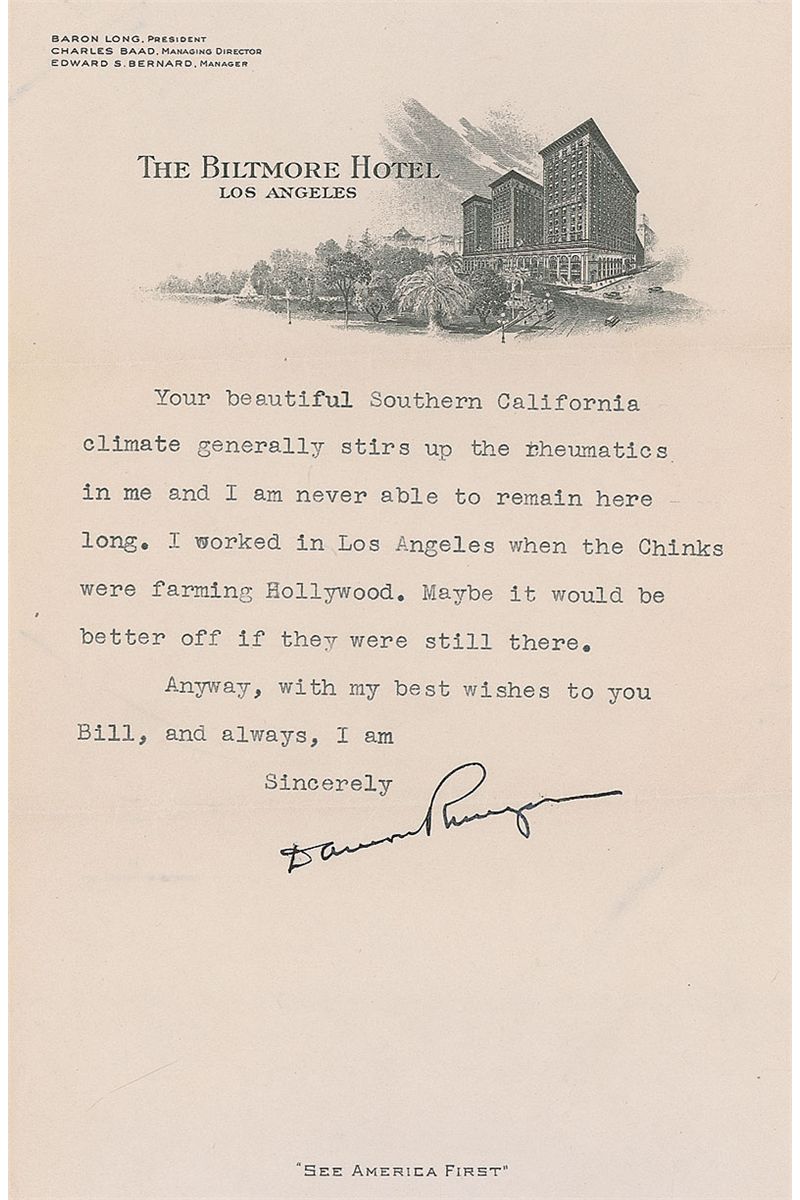 BARON LONG, PRESIDENT
CHARLES BAAD, MANAGING DIRECTOR
EDWARD S. BERNARD, MANAGER
THE BILTMORE HOTEL
LOS ANGELES
Your beautiful Southern California
climate generally stirs up the rheumatics
in me and I am never able to remain here
long. I worked in Los Angeles when the Chinks
were farming Hollywood. Maybe it would be
better off if they were still there.
Anyway, with my best wishes to you
Bill, and always, I am
Sincerely
Damon Runyon
"SEE AMERICA FIRST"